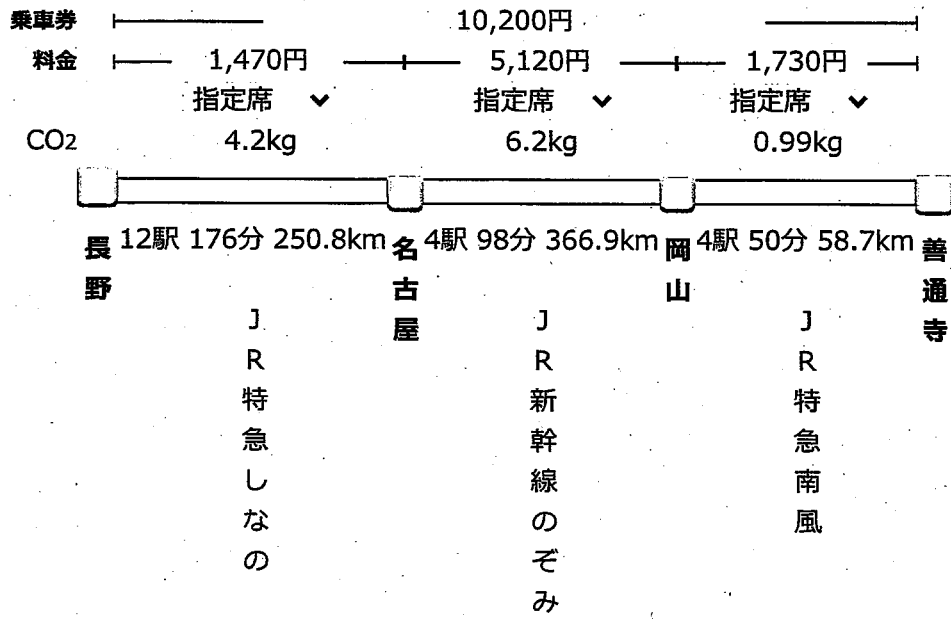 乗車券 10,200円
料金 1,470円 5,120円 1,730円
指定席 指定席 指定席
CO2 4.2kg 6.2kg 0.99kg
12駅 176分 250.8km 4駅 98分 366.9km 4駅 50分 58.7km
長野
名古屋
岡山
善通寺
JR特急しなの
JR新幹線のぞみ
JR特急南風